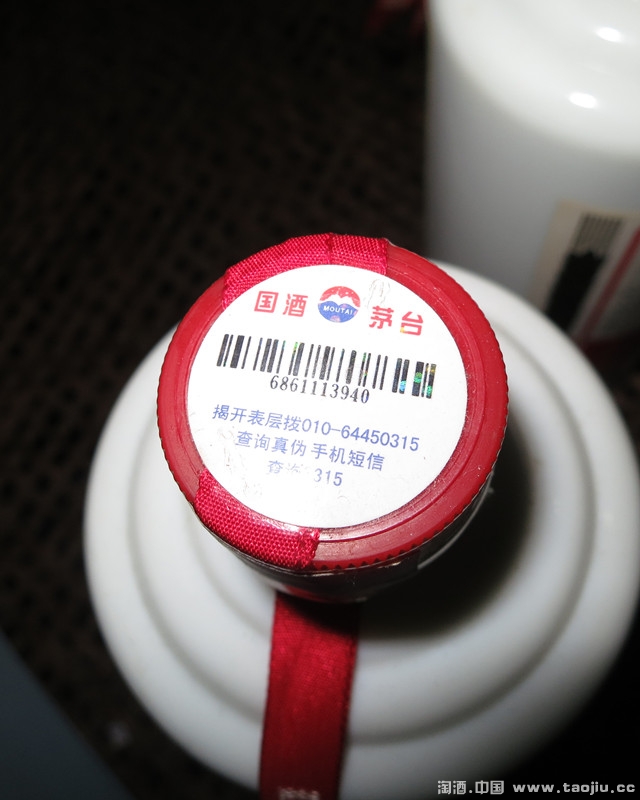 国酒 MOUTAI 茅台
6861113940
揭开表层拨010-64450315
查询真伪 手机短信
315
淘酒.中国 www.taojiu.cc